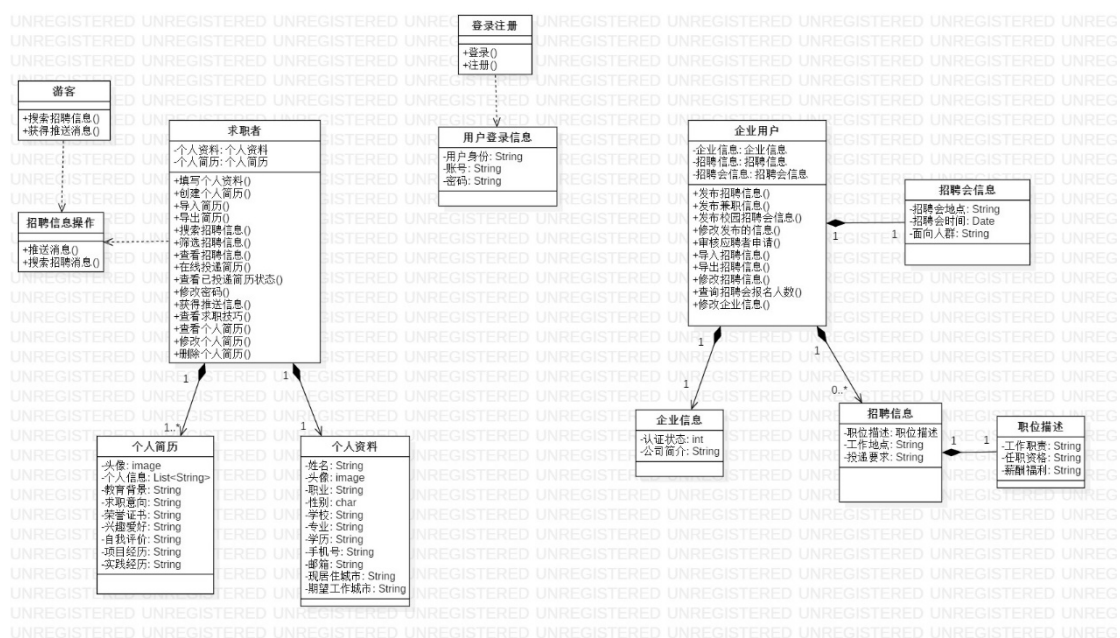 登录注册
+登录()
+注册()
游客
+搜索招聘信息()
+获得推送消息()
求职者
-个人资料: 个人资料
-个人简历: 个人简历
+填写个人资料()
+创建个人简历()
+导入简历()
+导出简历()
+搜索招聘信息()
+筛选招聘信息()
+查看招聘信息()
+在线投递简历()
+查看已投递简历状态()
+修改密码()
+获得推送信息()
+查看求职技巧()
+查看个人简历()
+修改个人简历()
+删除个人简历()
用户登录信息
-用户身份: String
-账号: String
-密码: String
企业用户
-企业信息: 企业信息
-招聘信息: 招聘信息
-招聘会信息: 招聘会信息
+发布招聘信息()
+发布兼职信息()
+发布校园招聘会信息()
+修改发布的信息()
+审核应聘者申请()
+导入招聘信息()
+导出招聘信息()
+修改招聘信息()
+查询招聘会报名人数()
+修改企业信息()
招聘会信息
-招聘会地点: String
-招聘会时间: Date
-面向人群: String
1
1
招聘信息操作
+推送消息()
+搜索招聘消息()
1
1
1..*
1
1
1
1
0..*
个人简历
-头像: image
-个人信息: List<String>
-教育背景: String
-求职意向: String
-荣誉证书: String
-兴趣爱好: String
-自我评价: String
-项目经历: String
-实践经历: String
个人资料
-姓名: String
-头像: image
-职业: String
-性别: char
-学校: String
-专业: String
-学历: String
-手机号: String
-邮箱: String
-现居住城市: String
-期望工作城市: String
企业信息
-认证状态: int
-公司简介: String
招聘信息
-职位描述: 职位描述
-工作地点: String
-投递要求: String
1
1
职位描述
-工作职责: String
-任职资格: String
-薪酬福利: String
UNREGISTERED UNREGISTERED UNREGISTERED UNREGISTERED UNREGISTERED UNREGISTERED UNREGISTERED UNREGISTERED